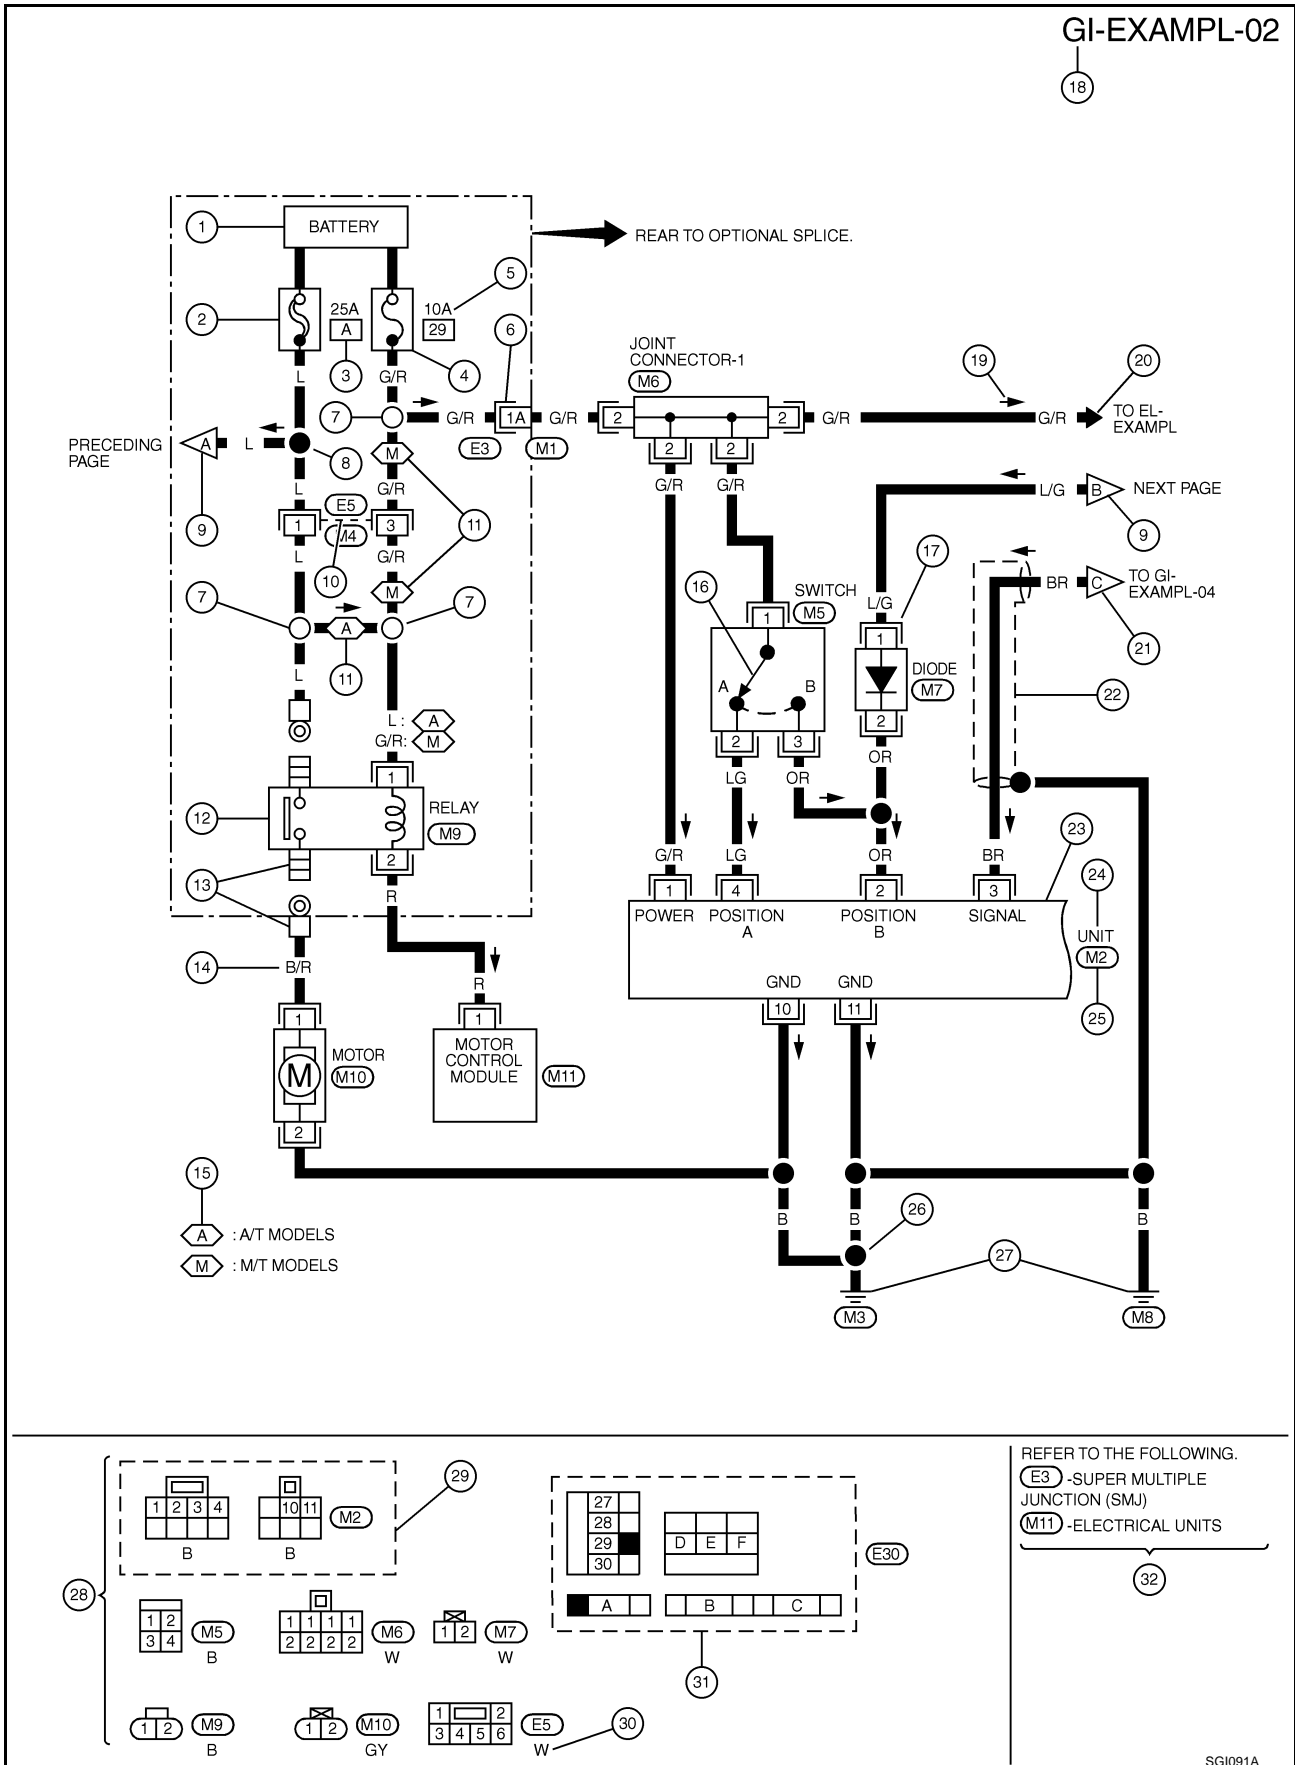 GI-EXAMPL-02
18
1
BATTERY
REAR TO OPTIONAL SPLICE.
5
2
25A
A
10A
29
6
3
4
JOINT
CONNECTOR-1
M6
19
20
L
G/R
7
G/R
1A
G/R
2
2
G/R
G/R
TO EL-
EXAMPL
PRECEDING
PAGE
A
L
8
M
E3
M1
2
2
9
L
G/R
11
G/R
G/R
L/G
B
NEXT PAGE
E5
1
3
M4
9
L
10
G/R
17
7
M
7
16
SWITCH
M5
BR
C
TO GI-
EXAMPL-04
A
11
1
L/G
1
21
L
DIODE
M7
22
L :
A
G/R:
M
A
B
2
2
3
OR
LG
OR
1
12
RELAY
M9
23
2
G/R
LG
OR
BR
24
13
R
1
4
2
3
POWER
POSITION
A
POSITION
B
SIGNAL
UNIT
M2
14
B/R
R
GND
GND
25
1
1
10
11
M
MOTOR
M10
MOTOR
CONTROL
MODULE
M11
2
15
A
: A/T MODELS
M
: M/T MODELS
B
B
B
26
27
M3
M8
28
29
1 2 3 4
10 11
M2
B
B
27
28
29
30
D E F
E30
A
B
C
31
1 2
3 4
M5
B
1 1 1 1
2 2 2 2
M6
W
1 2
M7
W
1 2
M9
B
1 2
M10
GY
1 2
3 4 5 6
E5
W
30
REFER TO THE FOLLOWING.
E3 -SUPER MULTIPLE
JUNCTION (SMJ)
M11 -ELECTRICAL UNITS
32
SGI091A